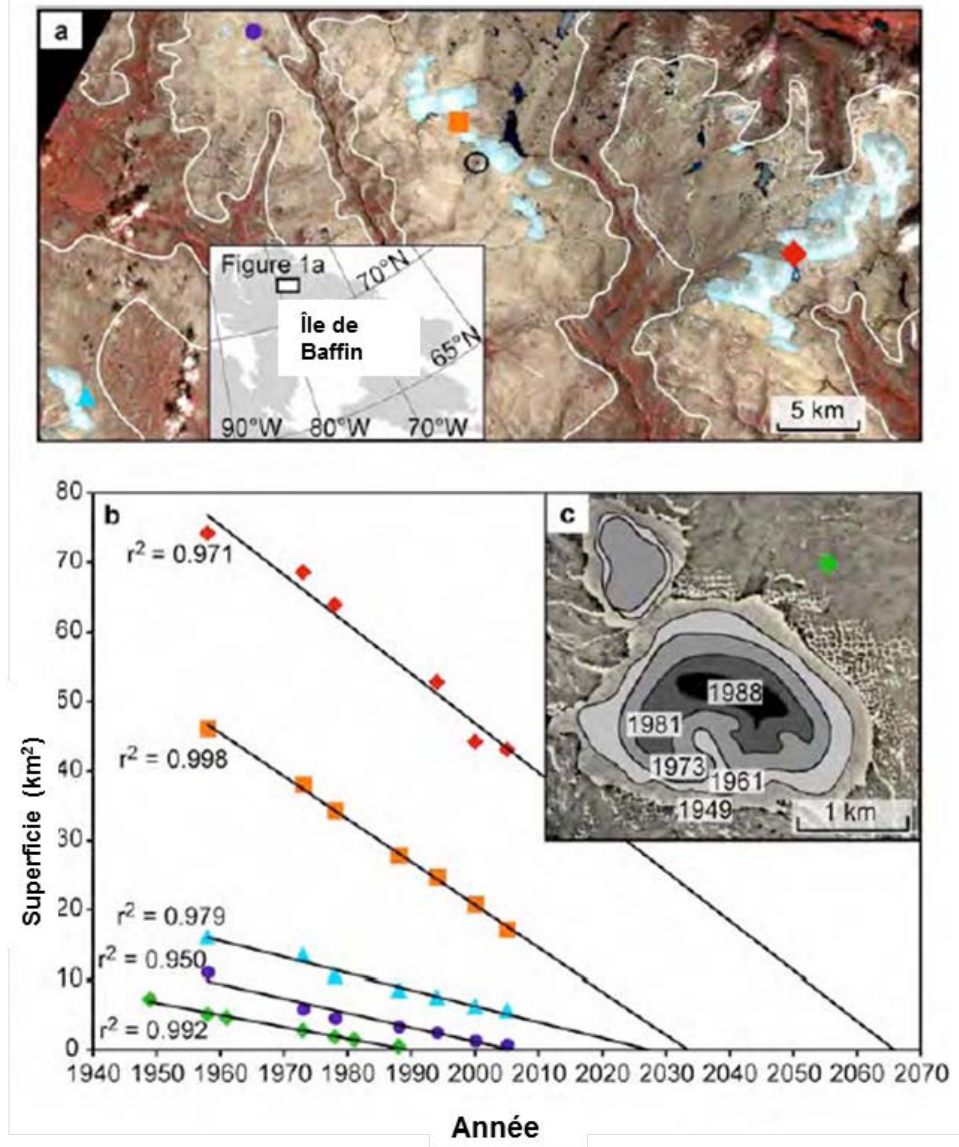 a
Figure 1a
70°N
Île de
Baffin
65°N
90°W 80°W 70°W
5 km
80
70
60
50
40
30
20
10
0
Superficie (km²)
b
r² = 0.971
r² = 0.998
r² = 0.979
r² = 0.950
r² = 0.992
c
1988
1981
1973
1961
1949
1 km
1940 1950 1960 1970 1980 1990 2000 2010 2020 2030 2040 2050 2060 2070
Année